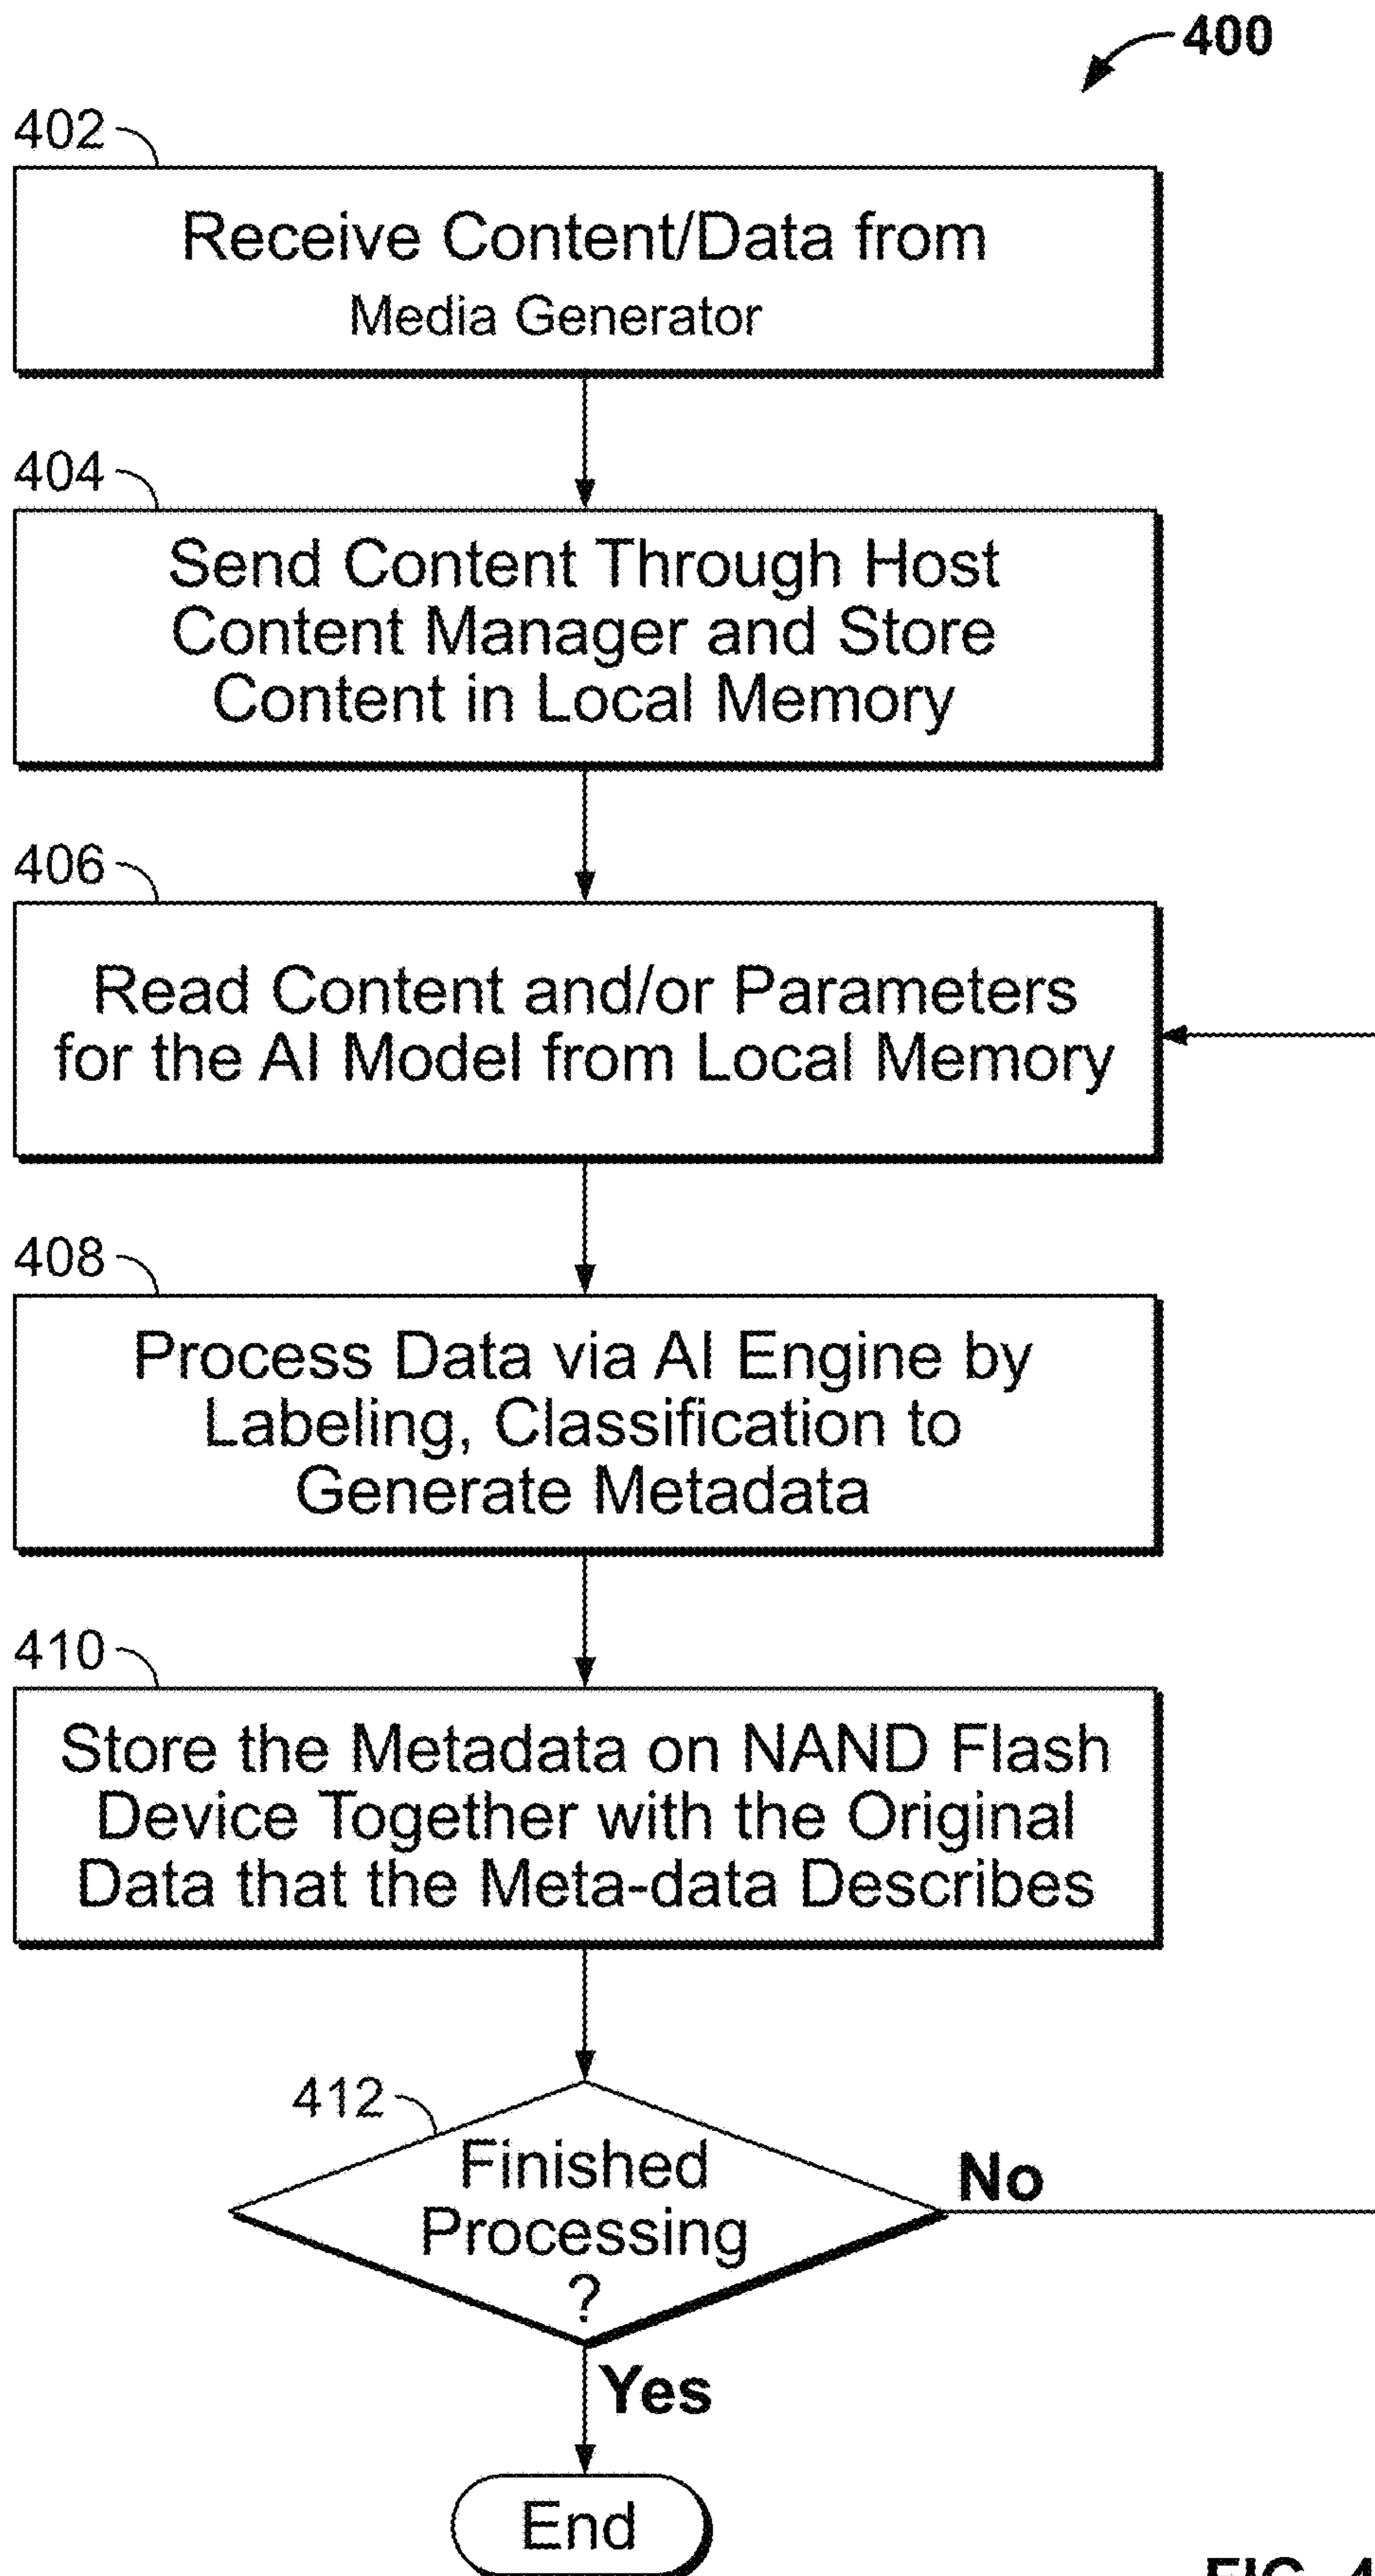 400
402
Receive Content/Data from
Media Generator
404
Send Content Through Host
Content Manager and Store
Content in Local Memory
406
Read Content and/or Parameters
for the AI Model from Local Memory
408
Process Data via AI Engine by
Labeling, Classification to
Generate Metadata
410
Store the Metadata on NAND Flash
Device Together with the Original
Data that the Meta-data Describes
412
Finished
Processing
?
No
Yes
End
FIG. 4